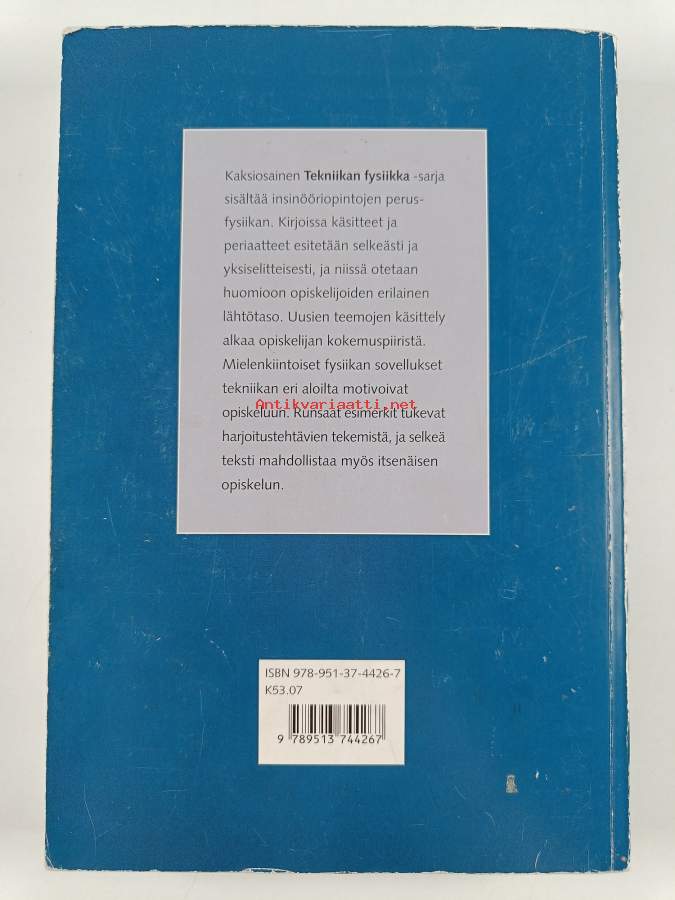 Kaksiosainen Tekniikan fysiikka -sarja
sisältää insinööriopintojen perus-
fysiikan. Kirjoissa käsitteet ja
periaatteet esitetään selkeästi ja
yksiselitteisesti, ja niissä otetaan
huomioon opiskelijoiden erilainen
lähtötaso. Uusien teemojen käsittely
alkaa opiskelijan kokemuspiiristä.
Mielenkiintoiset fysiikan sovellukset
tekniikan eri aloilta motivoivat
Antikvariaatti.net
opiskeluun. Runsaat esimerkit tukevat
harjoitustehtävien tekemistä, ja selkeä
teksti mahdollistaa myös itsenäisen
opiskelun.
ISBN 978-951-37-4426-7
K53.07
9 789513 744267